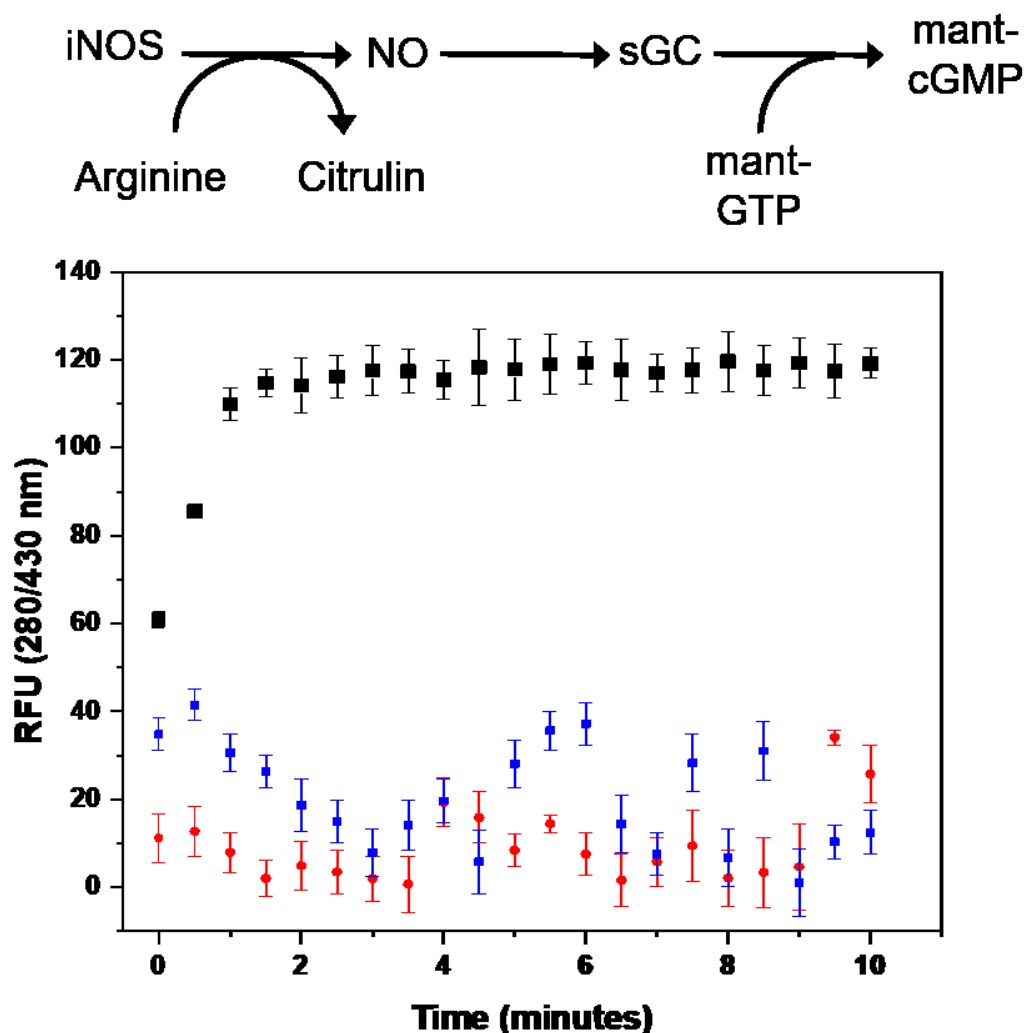 iNOS
NO
sGC
mant-
cGMP
Arginine
Citrulin
mant-
GTP
140
120
100
80
60
40
20
0
RFU (280/430 nm)
0 2 4 6 8 10
Time (minutes)